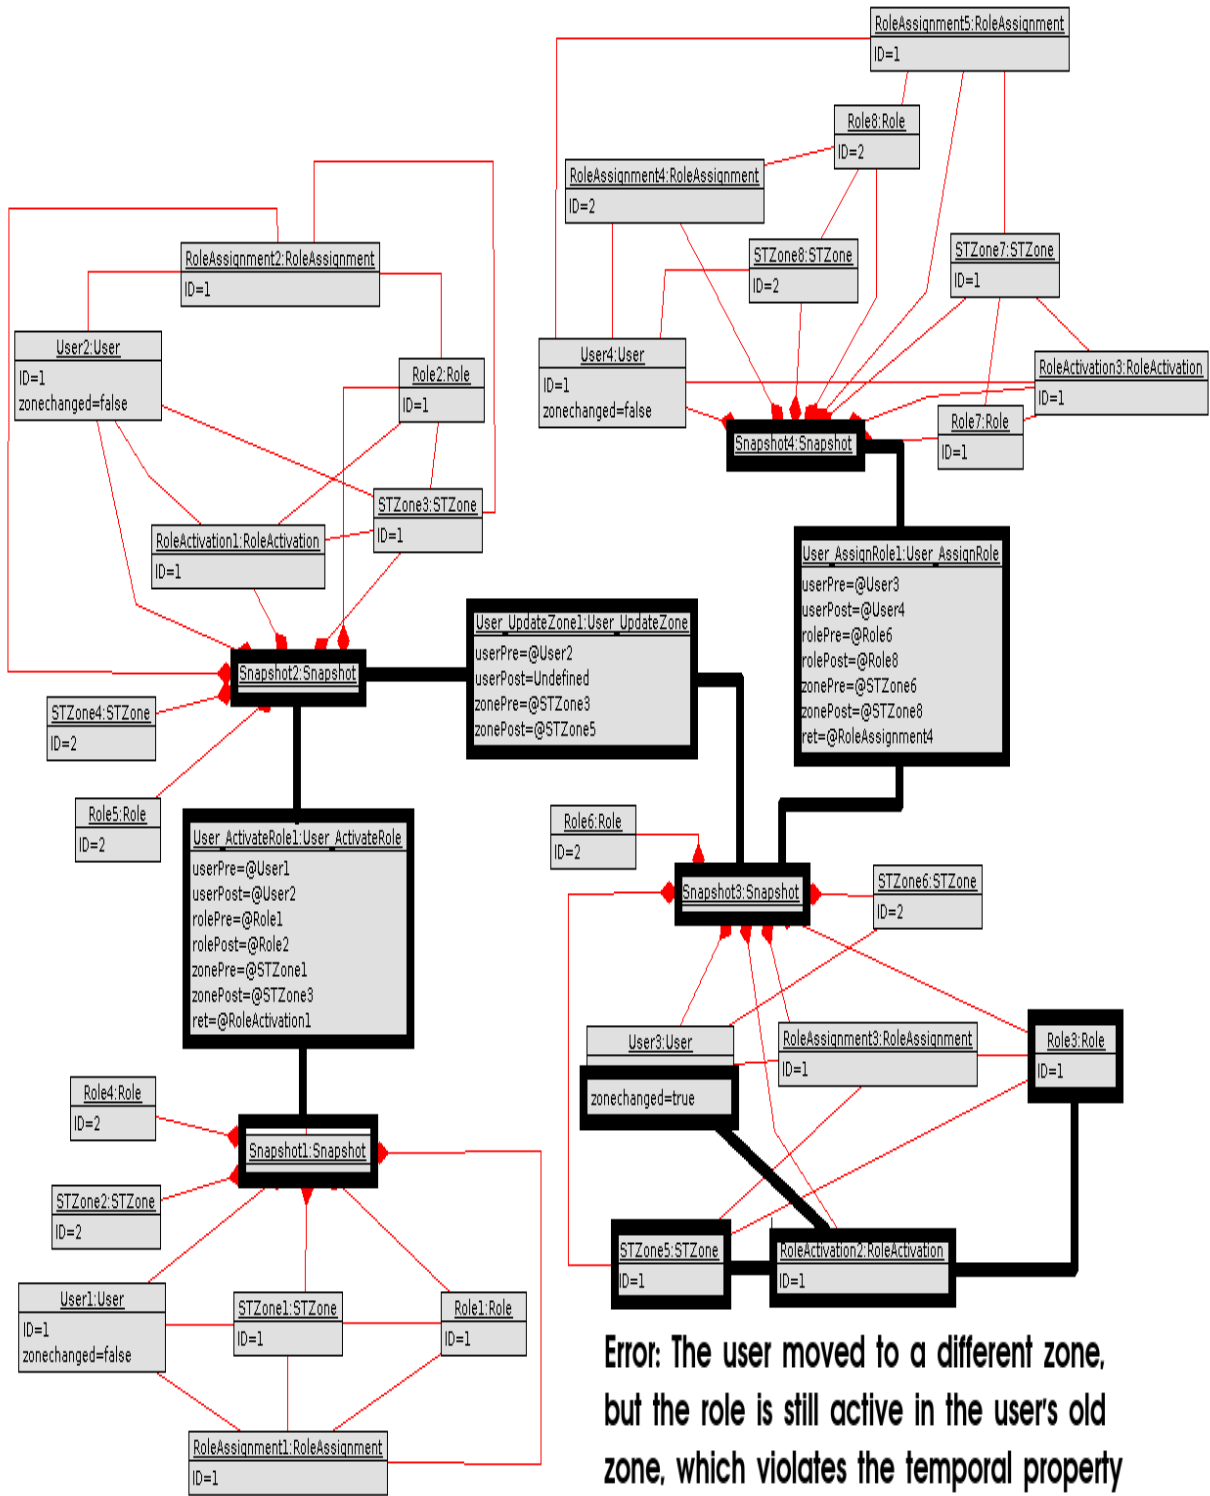 RoleAssignment5:RoleAssignment
ID=1
Role8:Role
ID=2
RoleAssignment4:RoleAssignment
ID=2
STZone8:STZone
ID=2
STZone7:STZone
ID=1
User4:User
ID=1
zonechanged=false
RoleActivation3:RoleActivation
ID=1
Role7:Role
ID=1
Snapshot4:Snapshot
RoleAssignment2:RoleAssignment
ID=1
User2:User
ID=1
zonechanged=false
Role2:Role
ID=1
STZone3:STZone
ID=1
RoleActivation1:RoleActivation
ID=1
Snapshot2:Snapshot
STZone4:STZone
ID=2
Role5:Role
ID=2
User_UpdateZone1:User_UpdateZone
userPre=@User2
userPost=Undefined
zonePre=@STZone3
zonePost=@STZone5
User_AssignRole1:User_AssignRole
userPre=@User3
userPost=@User4
rolePre=@Role6
rolePost=@Role8
zonePre=@STZone6
zonePost=@STZone8
ret=@RoleAssignment4
User_ActivateRole1:User_ActivateRole
userPre=@User1
userPost=@User2
rolePre=@Role1
rolePost=@Role2
zonePre=@STZone1
zonePost=@STZone3
ret=@RoleActivation1
Role6:Role
ID=2
Snapshot3:Snapshot
STZone6:STZone
ID=2
User3:User
zonechanged=true
RoleAssignment3:RoleAssignment
ID=1
Role3:Role
ID=1
STZone5:STZone
ID=1
RoleActivation2:RoleActivation
ID=1
Role4:Role
ID=2
Snapshot1:Snapshot
STZone2:STZone
ID=2
User1:User
ID=1
zonechanged=false
STZone1:STZone
ID=1
Role1:Role
ID=1
RoleAssignment1:RoleAssignment
ID=1
Error: The user moved to a different zone,
but the role is still active in the user's old
zone, which violates the temporal property